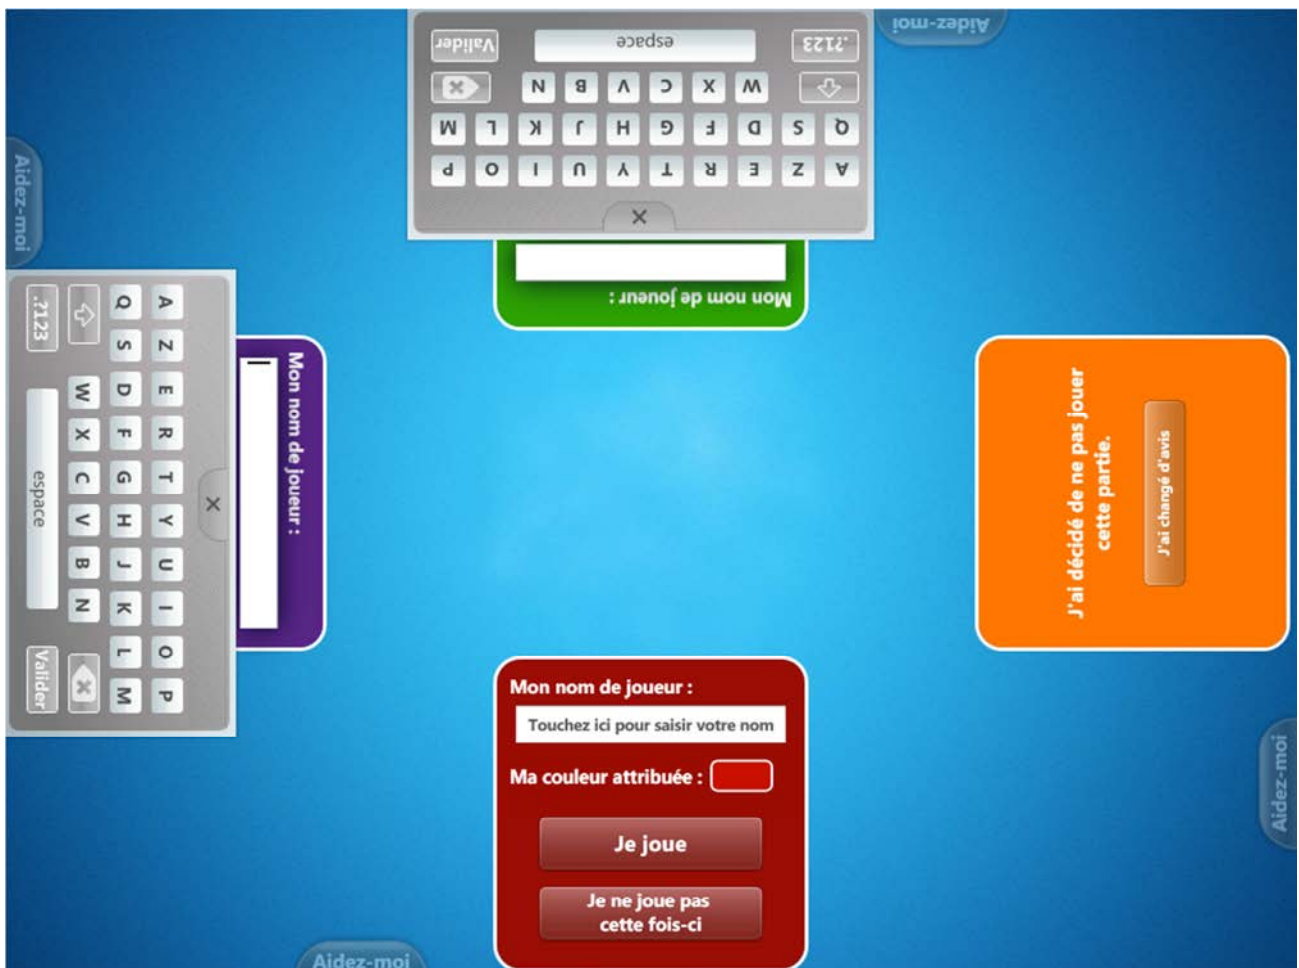 Aidez-moi
A Z E R T Y U I O P
Q S D F G H J K L M
W X C V B N
.?123 espace Valider
Mon nom de joueur :
Aidez-moi
A Z E R T Y U I O P
Q S D F G H J K L M
W X C V B N
.?123 espace Valider
Mon nom de joueur :
J'ai décidé de ne pas jouer
cette partie.
J'ai changé d'avis
Aidez-moi
Mon nom de joueur :
Touchez ici pour saisir votre nom
Ma couleur attribuée :
Je joue
Je ne joue pas
cette fois-ci
Aidez-moi